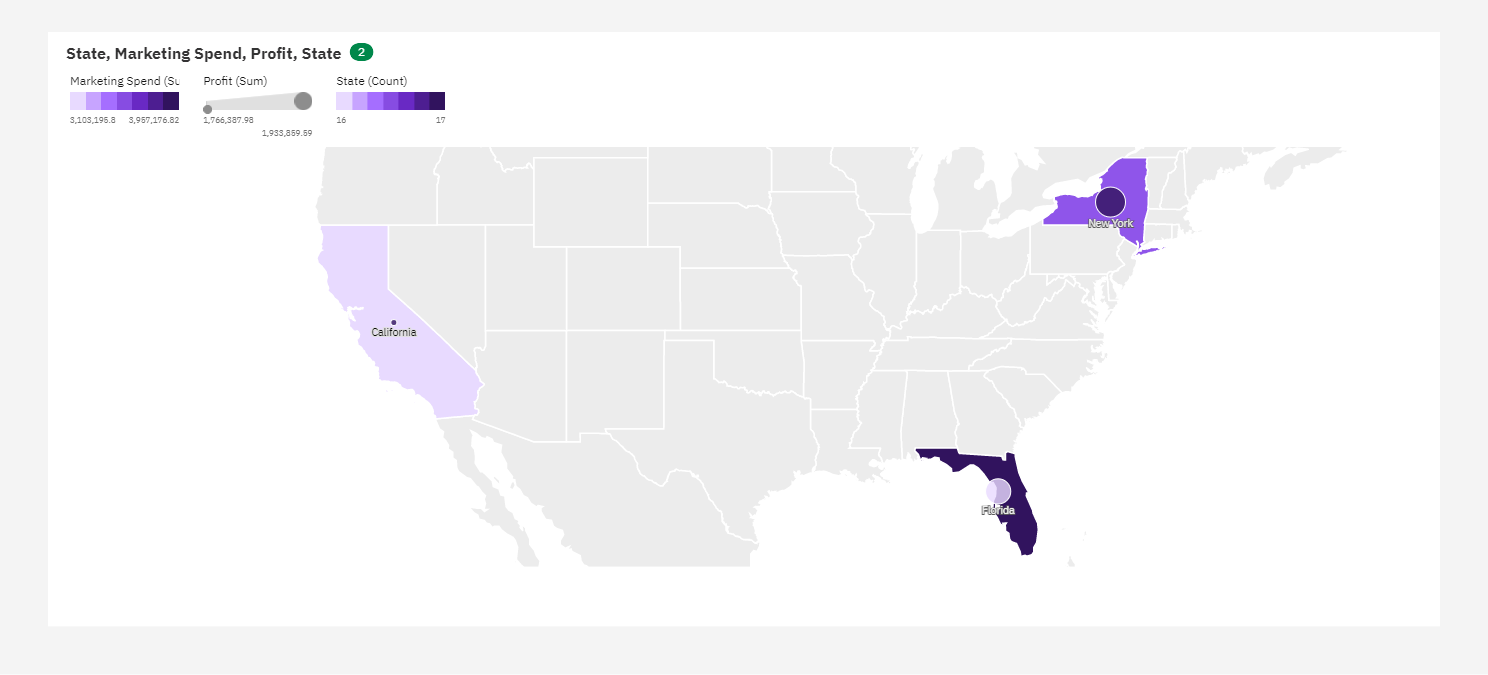 State, Marketing Spend, Profit, State 2
Marketing Spend (Su
Profit (Sum)
State (Count)
3,103,195.8 3,957,176.82
1,766,387.98
1,933,859.59
16 17
New York
California
Florida